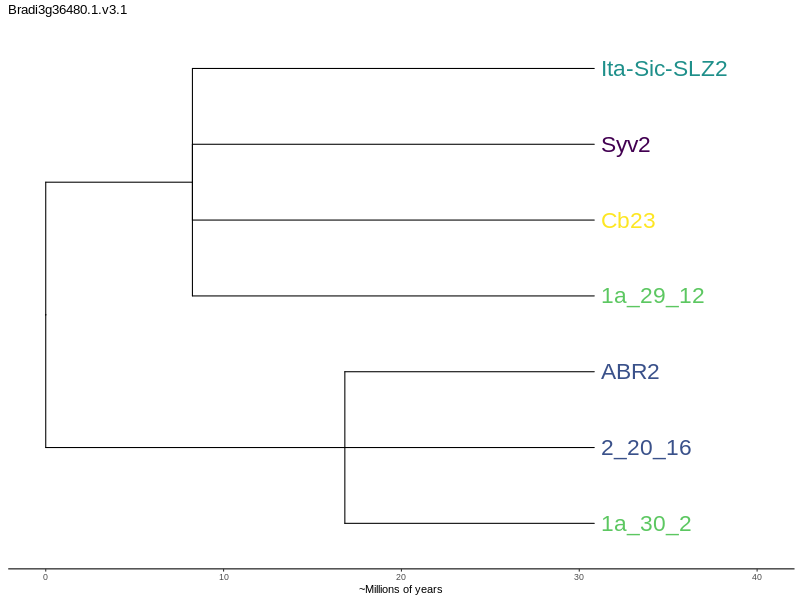 Bradi3g36480.1.v3.1
Ita-Sic-SLZ2
Syv2
Cb23
1a_29_12
ABR2
2_20_16
1a_30_2
0 10 20 30 40
~Millions of years